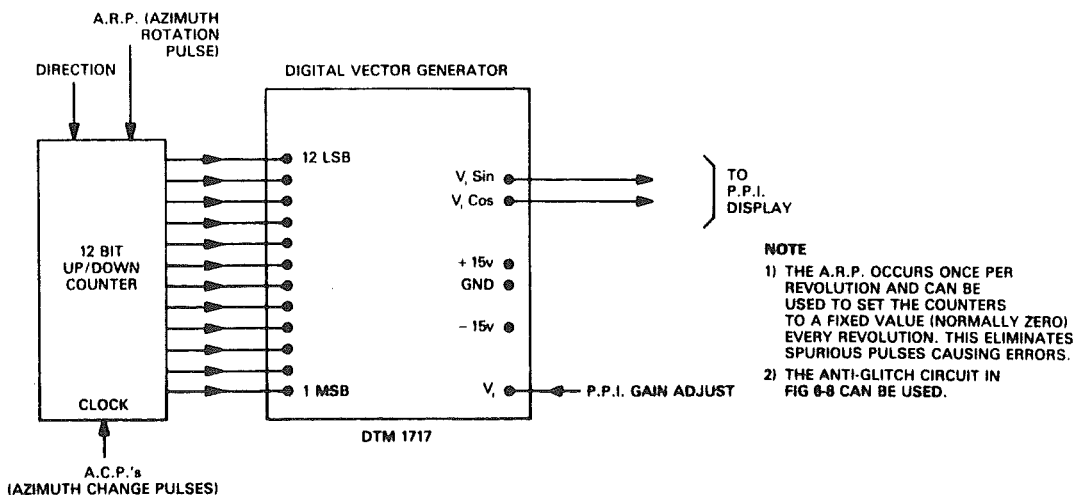 A.R.P. (AZIMUTH
ROTATION
PULSE)
DIRECTION
DIGITAL VECTOR GENERATOR
12 LSB
V, Sin
V, Cos
TO
P.P.I.
DISPLAY
12 BIT
UP/DOWN
COUNTER
+ 15v
GND
- 15v
NOTE
1) THE A.R.P. OCCURS ONCE PER
REVOLUTION AND CAN BE
USED TO SET THE COUNTERS
TO A FIXED VALUE (NORMALLY ZERO)
EVERY REVOLUTION. THIS ELIMINATES
SPURIOUS PULSES CAUSING ERRORS.
2) THE ANTI-GLITCH CIRCUIT IN
FIG 6-8 CAN BE USED.
1 MSB
V,
P.P.I. GAIN ADJUST
CLOCK
DTM 1717
A.C.P.'s
(AZIMUTH CHANGE PULSES)